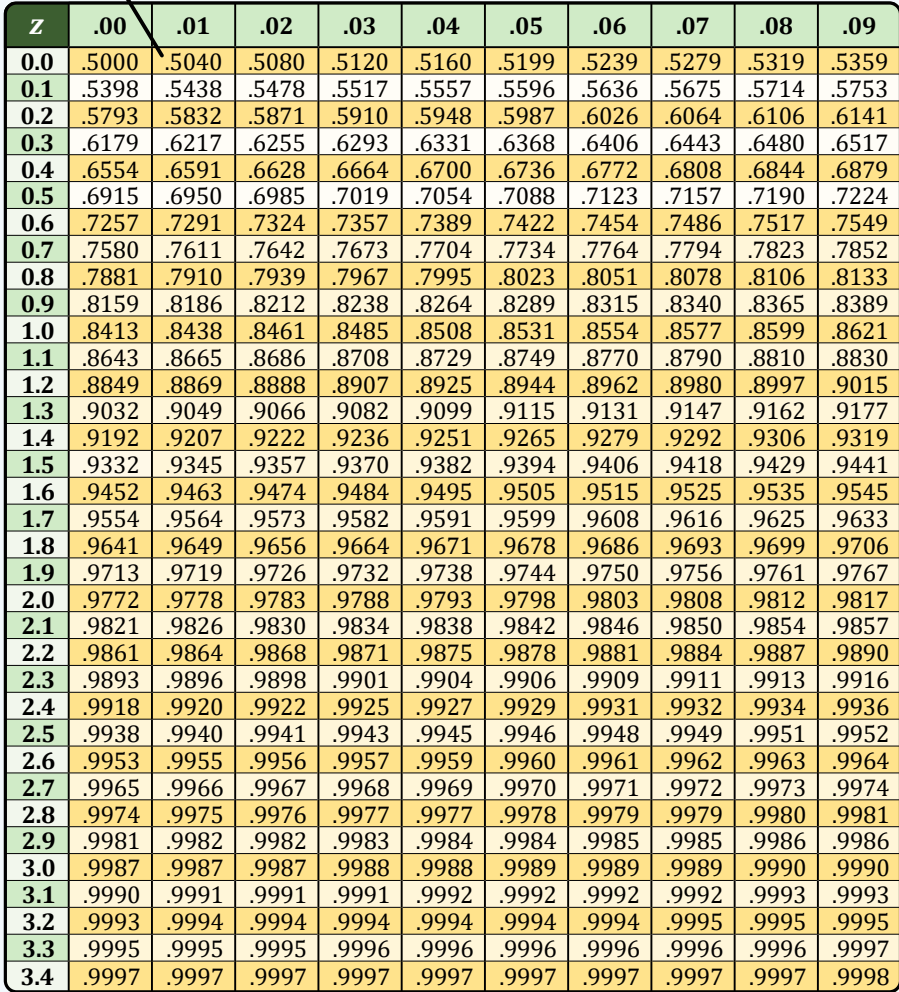 z .00 .01 .02 .03 .04 .05 .06 .07 .08 .09
0.0 .5000 .5040 .5080 .5120 .5160 .5199 .5239 .5279 .5319 .5359
0.1 .5398 .5438 .5478 .5517 .5557 .5596 .5636 .5675 .5714 .5753
0.2 .5793 .5832 .5871 .5910 .5948 .5987 .6026 .6064 .6106 .6141
0.3 .6179 .6217 .6255 .6293 .6331 .6368 .6406 .6443 .6480 .6517
0.4 .6554 .6591 .6628 .6664 .6700 .6736 .6772 .6808 .6844 .6879
0.5 .6915 .6950 .6985 .7019 .7054 .7088 .7123 .7157 .7190 .7224
0.6 .7257 .7291 .7324 .7357 .7389 .7422 .7454 .7486 .7517 .7549
0.7 .7580 .7611 .7642 .7673 .7704 .7734 .7764 .7794 .7823 .7852
0.8 .7881 .7910 .7939 .7967 .7995 .8023 .8051 .8078 .8106 .8133
0.9 .8159 .8186 .8212 .8238 .8264 .8289 .8315 .8340 .8365 .8389
1.0 .8413 .8438 .8461 .8485 .8508 .8531 .8554 .8577 .8599 .8621
1.1 .8643 .8665 .8686 .8708 .8729 .8749 .8770 .8790 .8810 .8830
1.2 .8849 .8869 .8888 .8907 .8925 .8944 .8962 .8980 .8997 .9015
1.3 .9032 .9049 .9066 .9082 .9099 .9115 .9131 .9147 .9162 .9177
1.4 .9192 .9207 .9222 .9236 .9251 .9265 .9279 .9292 .9306 .9319
1.5 .9332 .9345 .9357 .9370 .9382 .9394 .9406 .9418 .9429 .9441
1.6 .9452 .9463 .9474 .9484 .9495 .9505 .9515 .9525 .9535 .9545
1.7 .9554 .9564 .9573 .9582 .9591 .9599 .9608 .9616 .9625 .9633
1.8 .9641 .9649 .9656 .9664 .9671 .9678 .9686 .9693 .9699 .9706
1.9 .9713 .9719 .9726 .9732 .9738 .9744 .9750 .9756 .9761 .9767
2.0 .9772 .9778 .9783 .9788 .9793 .9798 .9803 .9808 .9812 .9817
2.1 .9821 .9826 .9830 .9834 .9838 .9842 .9846 .9850 .9854 .9857
2.2 .9861 .9864 .9868 .9871 .9875 .9878 .9881 .9884 .9887 .9890
2.3 .9893 .9896 .9898 .9901 .9904 .9906 .9909 .9911 .9913 .9916
2.4 .9918 .9920 .9922 .9925 .9927 .9929 .9931 .9932 .9934 .9936
2.5 .9938 .9940 .9941 .9943 .9945 .9946 .9948 .9949 .9951 .9952
2.6 .9953 .9955 .9956 .9957 .9959 .9960 .9961 .9962 .9963 .9964
2.7 .9965 .9966 .9967 .9968 .9969 .9970 .9971 .9972 .9973 .9974
2.8 .9974 .9975 .9976 .9977 .9977 .9978 .9979 .9979 .9980 .9981
2.9 .9981 .9982 .9982 .9983 .9984 .9984 .9985 .9985 .9986 .9986
3.0 .9987 .9987 .9987 .9988 .9988 .9989 .9989 .9989 .9990 .9990
3.1 .9990 .9991 .9991 .9991 .9992 .9992 .9992 .9992 .9993 .9993
3.2 .9993 .9994 .9994 .9994 .9994 .9994 .9994 .9995 .9995 .9995
3.3 .9995 .9995 .9995 .9996 .9996 .9996 .9996 .9996 .9996 .9997
3.4 .9997 .9997 .9997 .9997 .9997 .9997 .9997 .9997 .9997 .9998